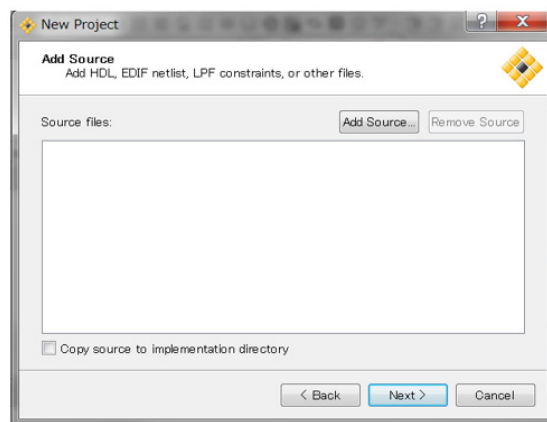 New Project
Add Source
Add HDL, EDIF netlist, LPF constraints, or other files.
Source files:
Add Source...
Remove Source
Copy source to implementation directory
< Back
Next >
Cancel